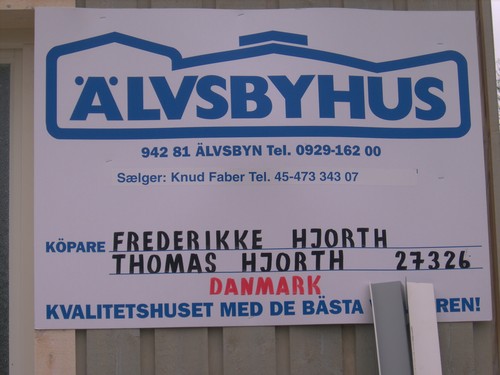 ÄLVSBYHUS
942 81 ÄLVSBYN Tel. 0929-162 00
Sælger: Knud Faber Tel. 45-473 343 07
KÖPARE FREDERIKKE HJORTH
THOMAS HJORTH 27326
DANMARK
KVALITETSHUSET MED DE BÄSTA